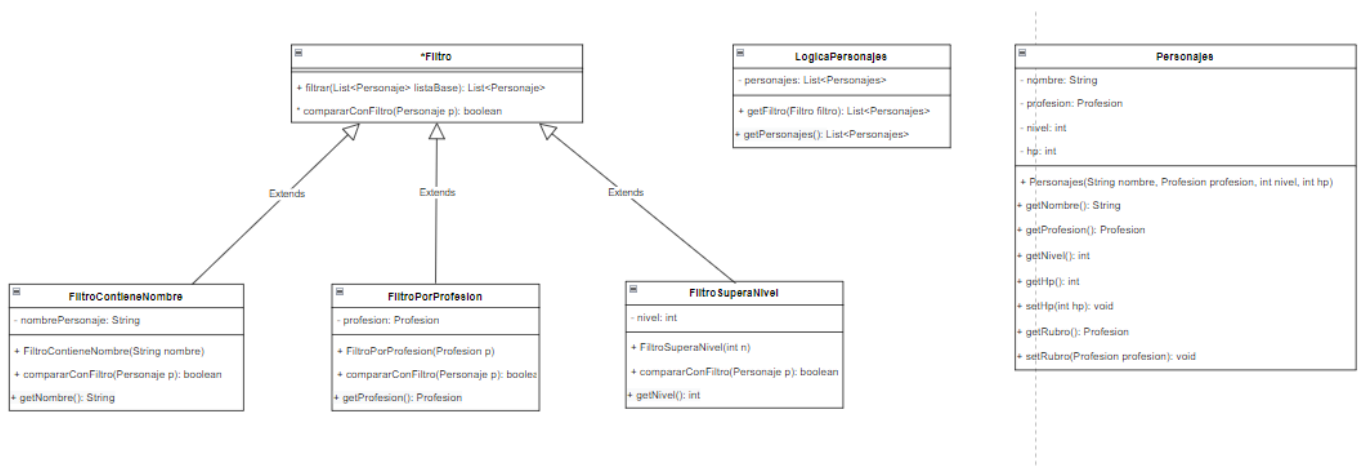 *Filtro
+ filtrar(List<Personaje> listaBase): List<Personaje>
* compararConFiltro(Personaje p): boolean
LogicaPersonajes
- personajes: List<Personajes>
+ getFiltro(Filtro filtro): List<Personajes>
+ getPersonajes(): List<Personajes>
Personajes
- nombre: String
- profesion: Profesion
- nivel: int
- hp: int
+ Personajes(String nombre, Profesion profesion, int nivel, int hp)
+ getNombre(): String
+ getProfesion(): Profesion
+ getNivel(): int
+ getHp(): int
+ setHp(int hp): void
+ getRubro(): Profesion
+ setRubro(Profesion profesion): void
Extends
Extends
Extends
FiltroContieneNombre
- nombrePersonaje: String
+ FiltroContieneNombre(String nombre)
+ compararConFiltro(Personaje p): boolean
+ getNombre(): String
FiltroPorProfesion
- profesion: Profesion
+ FiltroPorProfesion(Profesion p)
+ compararConFiltro(Personaje p): boolea
+ getProfesion(): Profesion
FiltroSuperaNivel
- nivel: int
+ FiltroSuperaNivel(int n)
+ compararConFiltro(Personaje p): boolean
+ getNivel(): int